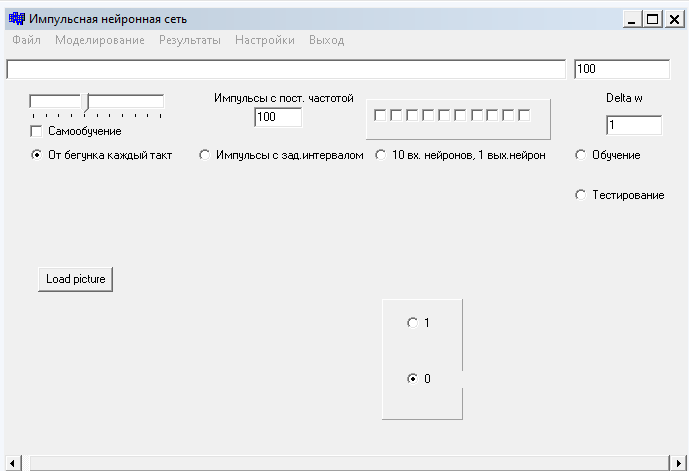 Импульсная нейронная сеть
Файл Моделирование Результаты Настройки Выход
100
Импульсы с пост. частотой
Delta w
100
1
Самообучение
От бегунка каждый такт Импульсы с зад.интервалом 10 вх. нейронов, 1 вых.нейрон Обучение
Тестирование
Load picture
1
0